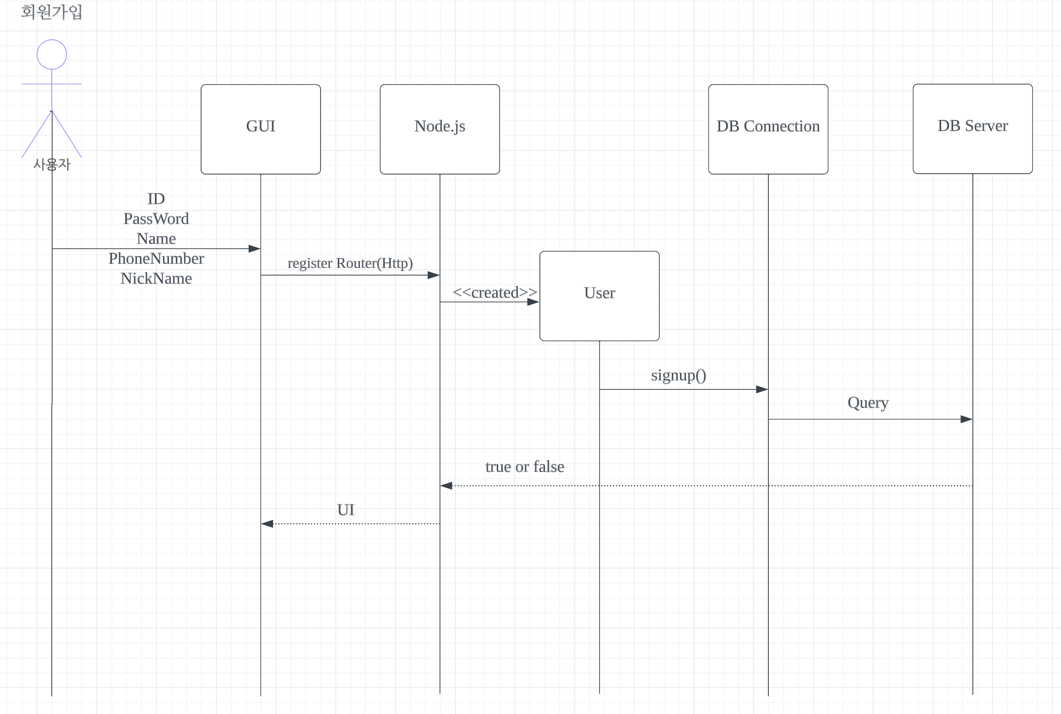 회원가입
사용자
GUI
Node.js
DB Connection
DB Server
ID
PassWord
Name
PhoneNumber
NickName
register Router(Http)
<<created>>
User
signup()
Query
true or false
UI